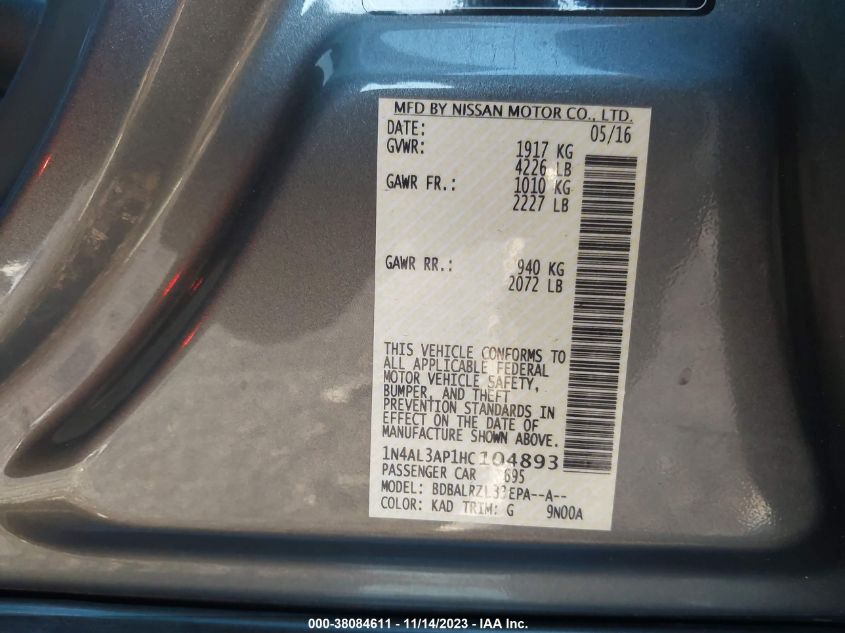 MFD BY NISSAN MOTOR CO., LTD.
DATE: 05/16
GVWR: 1917 KG
4226 LB
GAWR FR.: 1010 KG
2227 LB
GAWR RR.: 940 KG
2072 LB
THIS VEHICLE CONFORMS TO
ALL APPLICABLE FEDERAL
MOTOR VEHICLE SAFETY,
BUMPER, AND THEFT
PREVENTION STANDARDS IN
EFFECT ON THE DATE OF
MANUFACTURE SHOWN ABOVE.
1N4AL3AP1HC104893
PASSENGER CAR 695
MODEL: BDBALRZL33EPA--A--
COLOR: KAD TRIM: G 9N00A
000-38084611 - 11/14/2023 - IAA Inc.